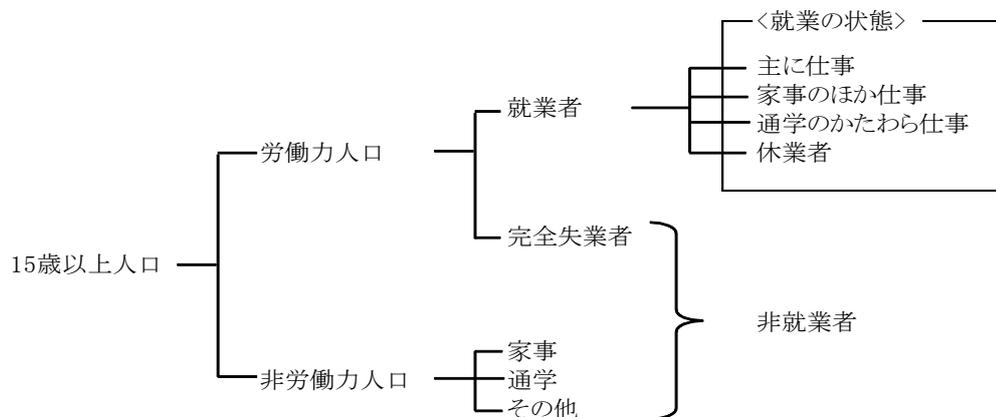 <就業の状態>
主に仕事
家事のほか仕事
通学のかたわら仕事
休業者
就業者
労働力人口
完全失業者
15歳以上人口
非就業者
非労働力人口
家事
通学
その他